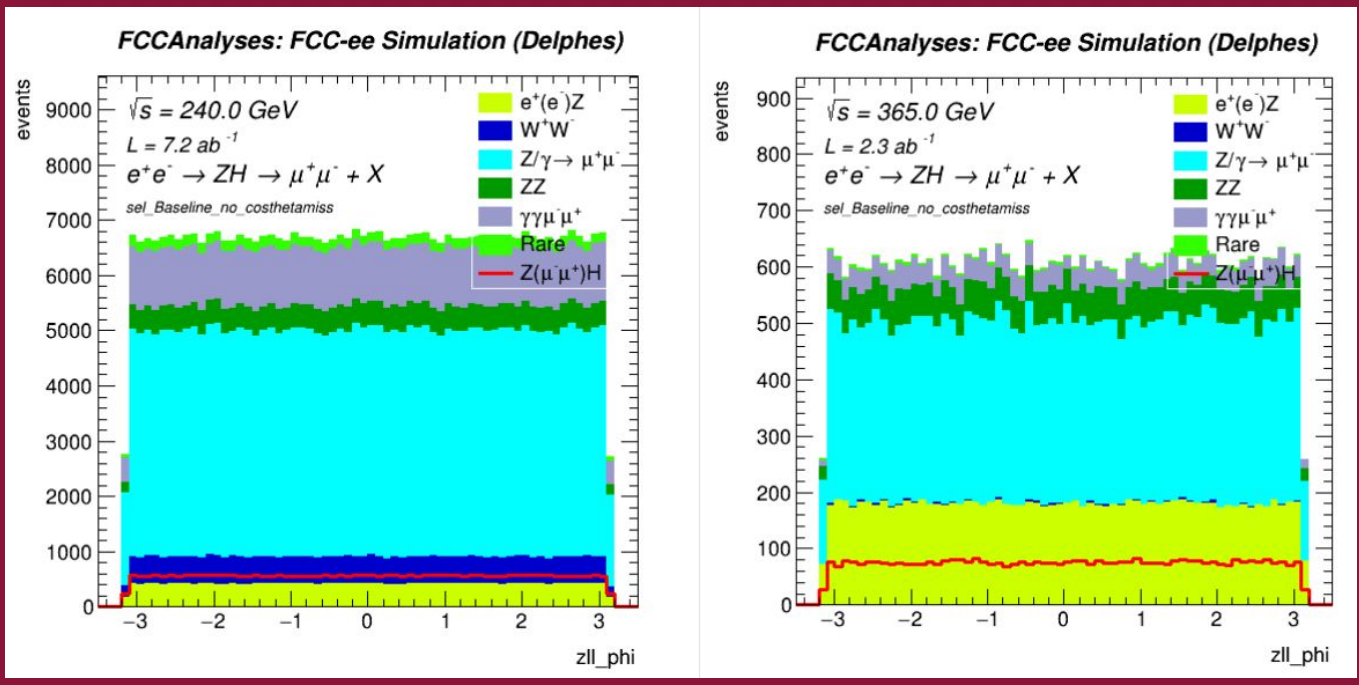 FCCAnalyses: FCC-ee Simulation (Delphes)
events
√s = 240.0 GeV
L = 7.2 ab⁻¹
e⁺e⁻ → ZH → μ⁺μ⁻ + X
sel_Baseline_no_costhetamiss
e⁺(e⁻)Z
W⁺W⁻
Z/γ→ μ⁺μ⁻
ZZ
γγμ⁻μ⁺
Rare
Z(μ⁻μ⁺)H
9000
8000
7000
6000
5000
4000
3000
2000
1000
0
−3 −2 −1 0 1 2 3
zll_phi
FCCAnalyses: FCC-ee Simulation (Delphes)
events
√s = 365.0 GeV
L = 2.3 ab⁻¹
e⁺e⁻ → ZH → μ⁺μ⁻ + X
sel_Baseline_no_costhetamiss
e⁺(e⁻)Z
W⁺W⁻
Z/γ→ μ⁺μ⁻
ZZ
γγμ⁻μ⁺
Rare
Z(μ⁻μ⁺)H
900
800
700
600
500
400
300
200
100
0
−3 −2 −1 0 1 2 3
zll_phi